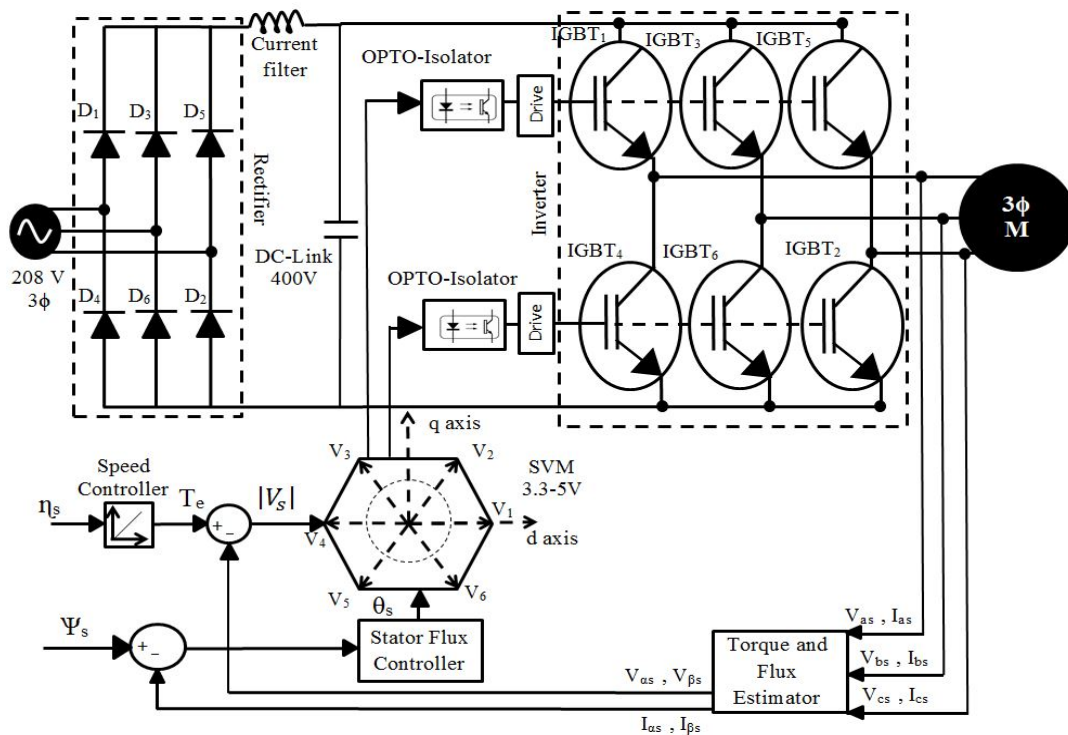 Current
filter
IGBT₁
IGBT₃
IGBT₅
OPTO-Isolator
Drive
D₁
D₃
D₅
Rectifier
Inverter
3ϕ
M
208 V
3ϕ
DC-Link
400V
D₄
D₆
D₂
OPTO-Isolator
Drive
IGBT₄
IGBT₆
IGBT₂
q axis
V₃
V₂
SVM
3.3-5V
Speed
Controller
ηs
Te
+
-
|Vs|
V₄
V₁
d axis
V₅
V₆
θs
Ψs
+
-
Stator Flux
Controller
Torque and
Flux
Estimator
Vas , Ias
Vbs , Ibs
Vcs , Ics
Vαs , Vβs
Iαs , Iβs